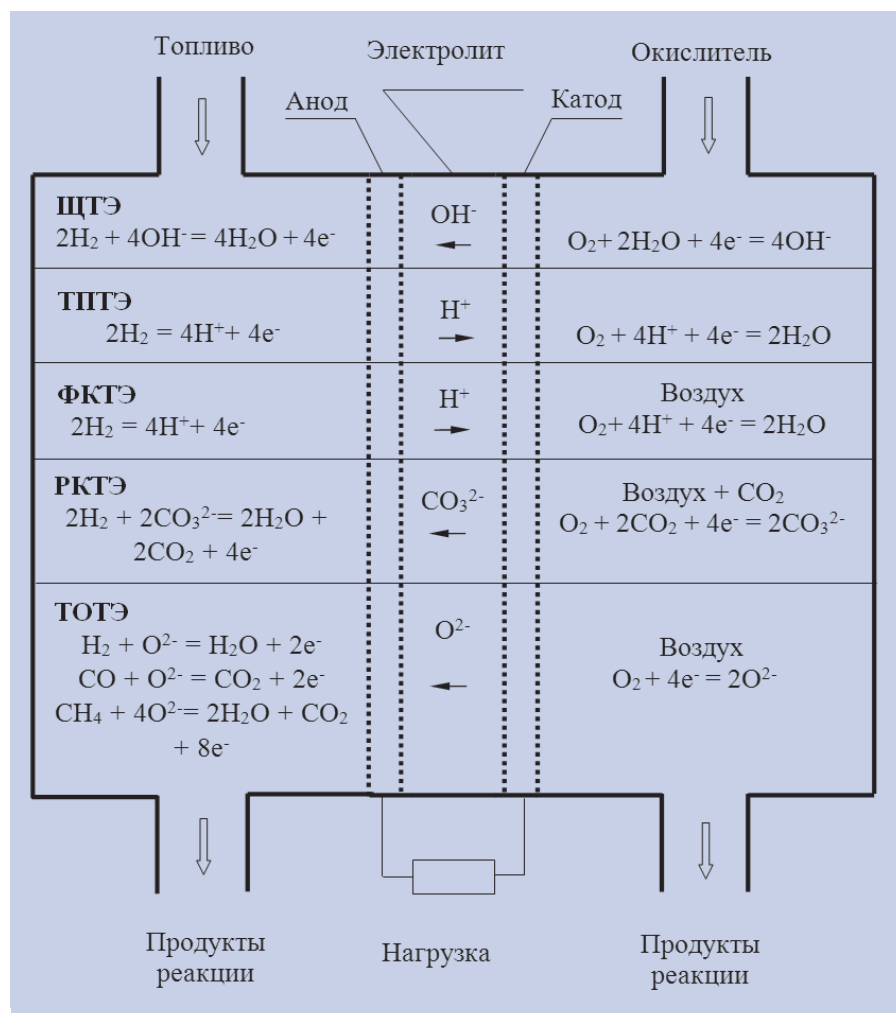 Топливо
Электролит
Окислитель
Анод
Катод
ЩТЭ
2H₂ + 4OH⁻= 4H₂O + 4e⁻
OH⁻
O₂+ 2H₂O + 4e⁻ = 4OH⁻
ТПТЭ
2H₂ = 4H⁺+ 4e⁻
H⁺
O₂ + 4H⁺ + 4e⁻ = 2H₂O
ФКТЭ
2H₂ = 4H⁺+ 4e⁻
H⁺
Воздух
O₂+ 4H⁺ + 4e⁻ = 2H₂O
РКТЭ
2H₂ + 2CO₃²⁻= 2H₂O +
2CO₂ + 4e⁻
CO₃²⁻
Воздух + CO₂
O₂ + 2CO₂ + 4e⁻ = 2CO₃²⁻
ТОТЭ
H₂ + O²⁻ = H₂O + 2e⁻
CO + O²⁻ = CO₂ + 2e⁻
CH₄ + 4O²⁻= 2H₂O + CO₂
+ 8e⁻
O²⁻
Воздух
O₂ + 4e⁻ = 2O²⁻
Продукты
реакции
Нагрузка
Продукты
реакции